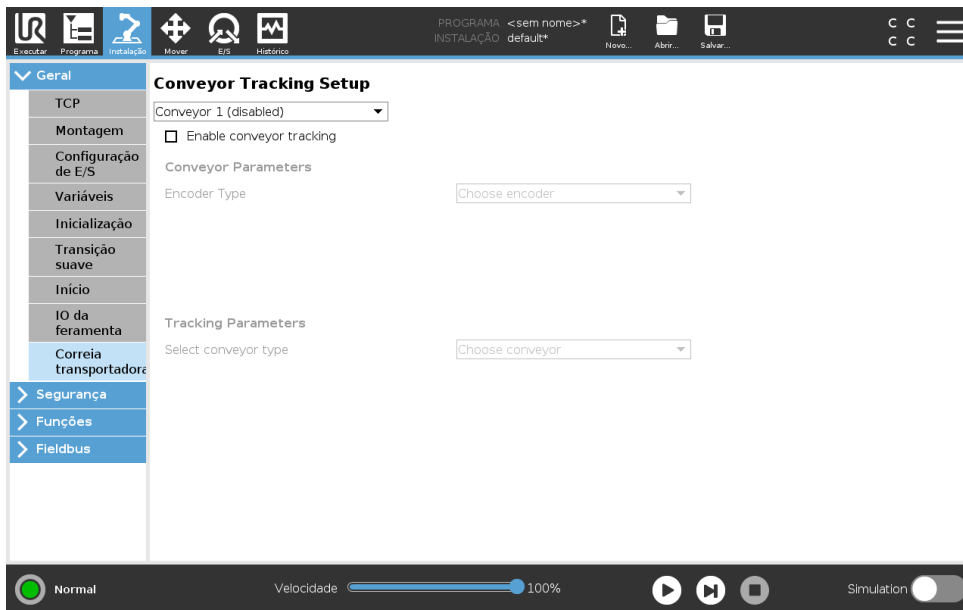 PROGRAMA <sem nome>*
INSTALAÇÃO default*
Executar Programa Instalação Mover E/S Histórico Novo... Abrir... Salvar...
C C
C C
Geral
TCP
Montagem
Configuração
de E/S
Variáveis
Inicialização
Transição
suave
Início
IO da
feramenta
Correia
transportadora
Segurança
Funções
Fieldbus
Conveyor Tracking Setup
Conveyor 1 (disabled)
Enable conveyor tracking
Conveyor Parameters
Encoder Type Choose encoder
Tracking Parameters
Select conveyor type Choose conveyor
Normal Velocidade 100% Simulation